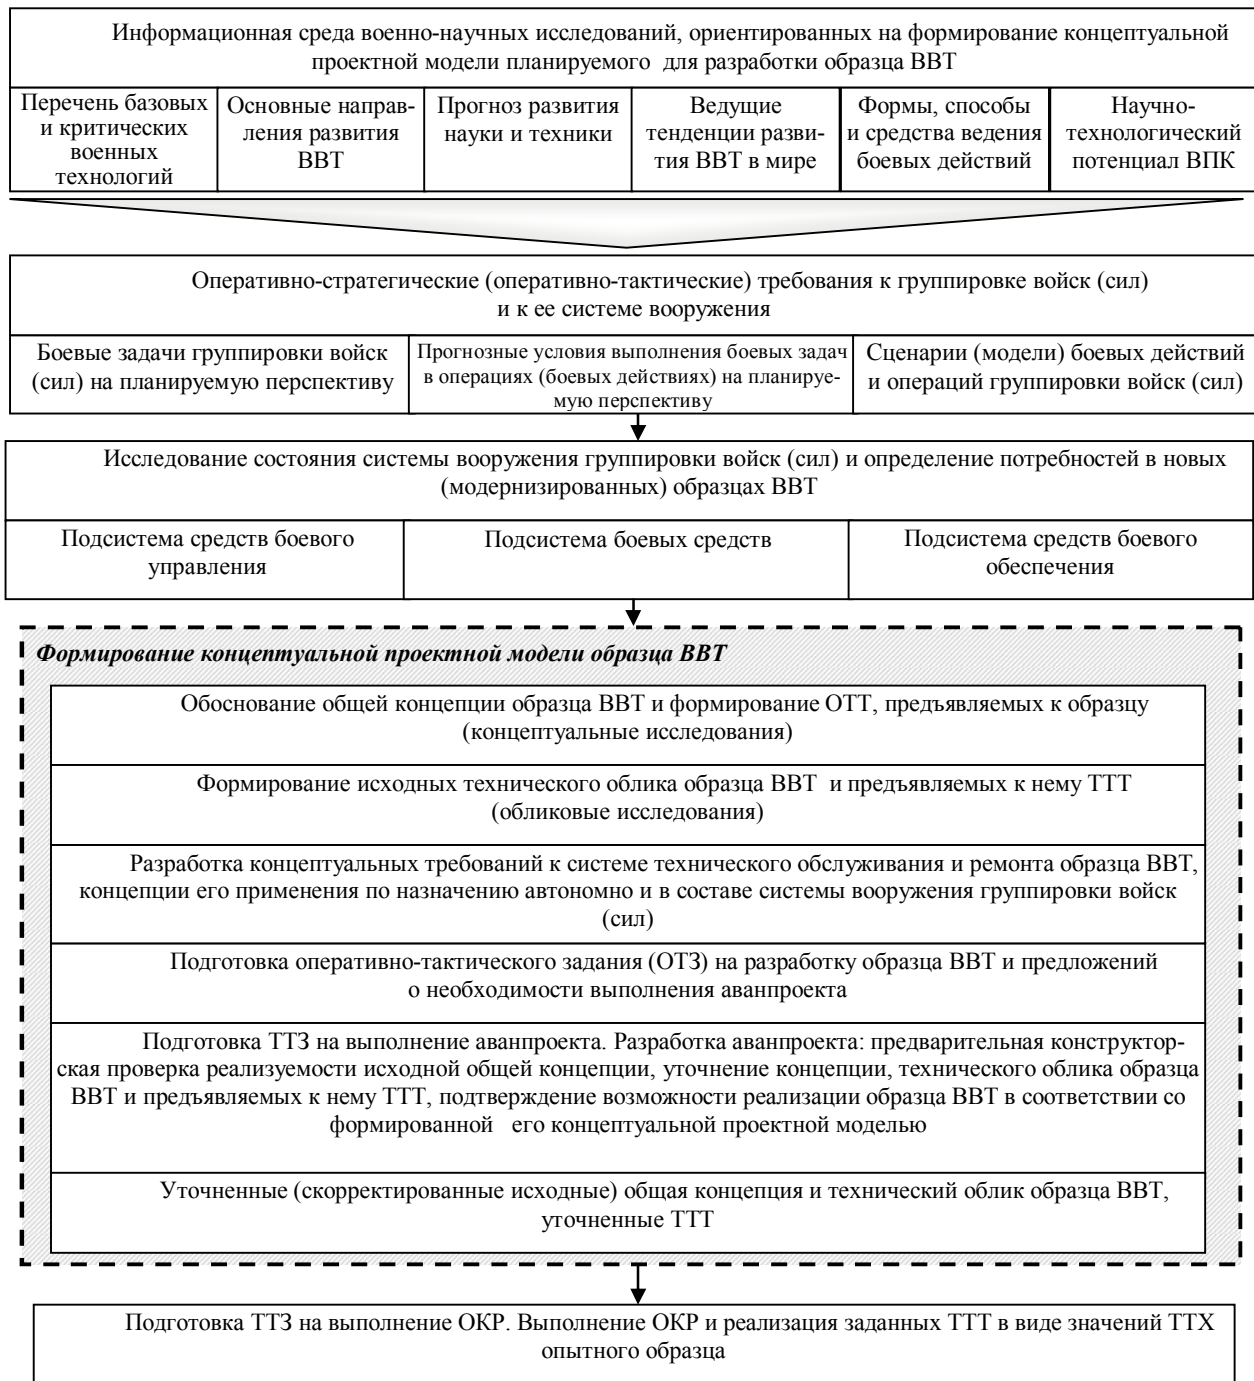 Информационная среда военно-научных исследований, ориентированных на формирование концептуальной
проектной модели планируемого для разработки образца ВВТ
Перечень базовых
и критических
военных
технологий
Основные направ-
ления развития
ВВТ
Прогноз развития
науки и техники
Ведущие
тенденции разви-
тия ВВТ в мире
Формы, способы
и средства ведения
боевых действий
Научно-
технологический
потенциал ВПК
Оперативно-стратегические (оперативно-тактические) требования к группировке войск (сил)
и к ее системе вооружения
Боевые задачи группировки войск
(сил) на планируемую перспективу
Прогнозные условия выполнения боевых задач
в операциях (боевых действиях) на планируе-
мую перспективу
Сценарии (модели) боевых действий
и операций группировки войск (сил)
Исследование состояния системы вооружения группировки войск (сил) и определение потребностей в новых
(модернизированных) образцах ВВТ
Подсистема средств боевого
управления
Подсистема боевых средств
Подсистема средств боевого
обеспечения
Формирование концептуальной проектной модели образца ВВТ
Обоснование общей концепции образца ВВТ и формирование ОТТ, предъявляемых к образцу
(концептуальные исследования)
Формирование исходных технического облика образца ВВТ и предъявляемых к нему ТТТ
(обликовые исследования)
Разработка концептуальных требований к системе технического обслуживания и ремонта образца ВВТ,
концепции его применения по назначению автономно и в составе системы вооружения группировки войск
(сил)
Подготовка оперативно-тактического задания (ОТЗ) на разработку образца ВВТ и предложений
о необходимости выполнения аванпроекта
Подготовка ТТЗ на выполнение аванпроекта. Разработка аванпроекта: предварительная конструктор-
ская проверка реализуемости исходной общей концепции, уточнение концепции, технического облика образца
ВВТ и предъявляемых к нему ТТТ, подтверждение возможности реализации образца ВВТ в соответствии со
формированной его концептуальной проектной моделью
Уточненные (скорректированные исходные) общая концепция и технический облик образца ВВТ,
уточненные ТТТ
Подготовка ТТЗ на выполнение ОКР. Выполнение ОКР и реализация заданных ТТТ в виде значений ТТХ
опытного образца